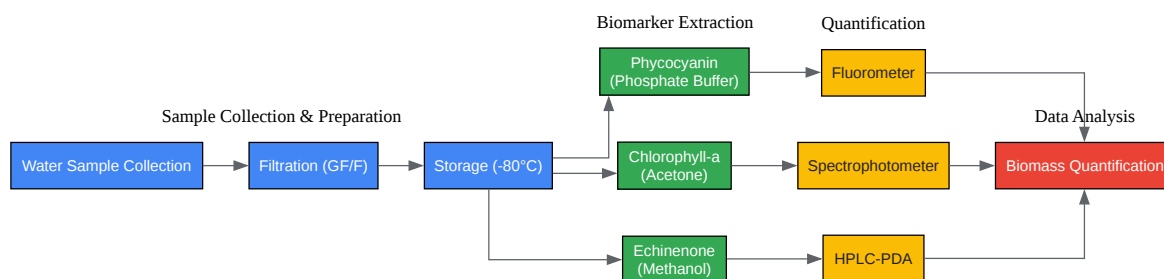 Biomarker Extraction
Quantification
Phycocyanin
(Phosphate Buffer)
Fluorometer
Sample Collection & Preparation
Data Analysis
Water Sample Collection
Filtration (GF/F)
Storage (-80°C)
Chlorophyll-a
(Acetone)
Spectrophotometer
Biomass Quantification
Echinenone
(Methanol)
HPLC-PDA